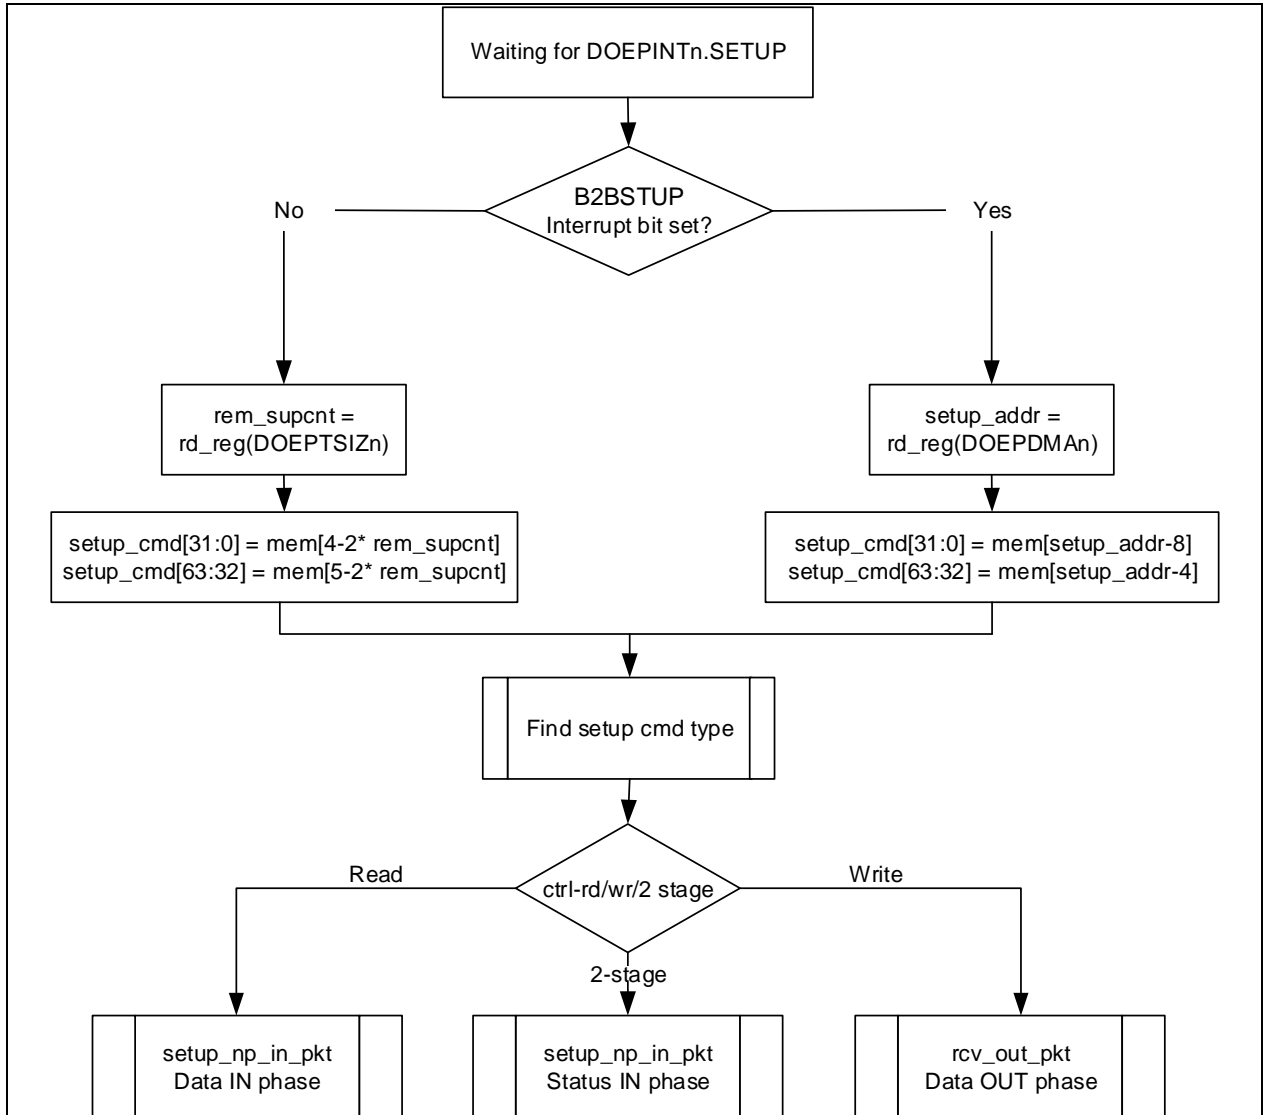 Waiting for DOEPINTn.SETUP
B2BSTUP
Interrupt bit set?
No
Yes
rem_supcnt =
rd_reg(DOEPTSIZn)
setup_addr =
rd_reg(DOEPDMAn)
setup_cmd[31:0] = mem[4-2* rem_supcnt]
setup_cmd[63:32] = mem[5-2* rem_supcnt]
setup_cmd[31:0] = mem[setup_addr-8]
setup_cmd[63:32] = mem[setup_addr-4]
Find setup cmd type
ctrl-rd/wr/2 stage
Read
Write
2-stage
setup_np_in_pkt
Data IN phase
setup_np_in_pkt
Status IN phase
rcv_out_pkt
Data OUT phase